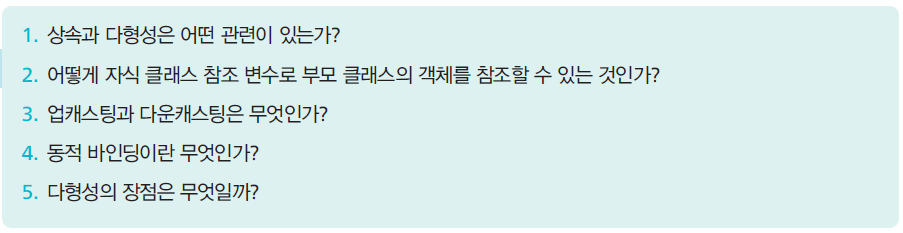 1. 상속과 다형성은 어떤 관련이 있는가?
2. 어떻게 자식 클래스 참조 변수로 부모 클래스의 객체를 참조할 수 있는 것인가?
3. 업캐스팅과 다운캐스팅은 무엇인가?
4. 동적 바인딩이란 무엇인가?
5. 다형성의 장점은 무엇일까?